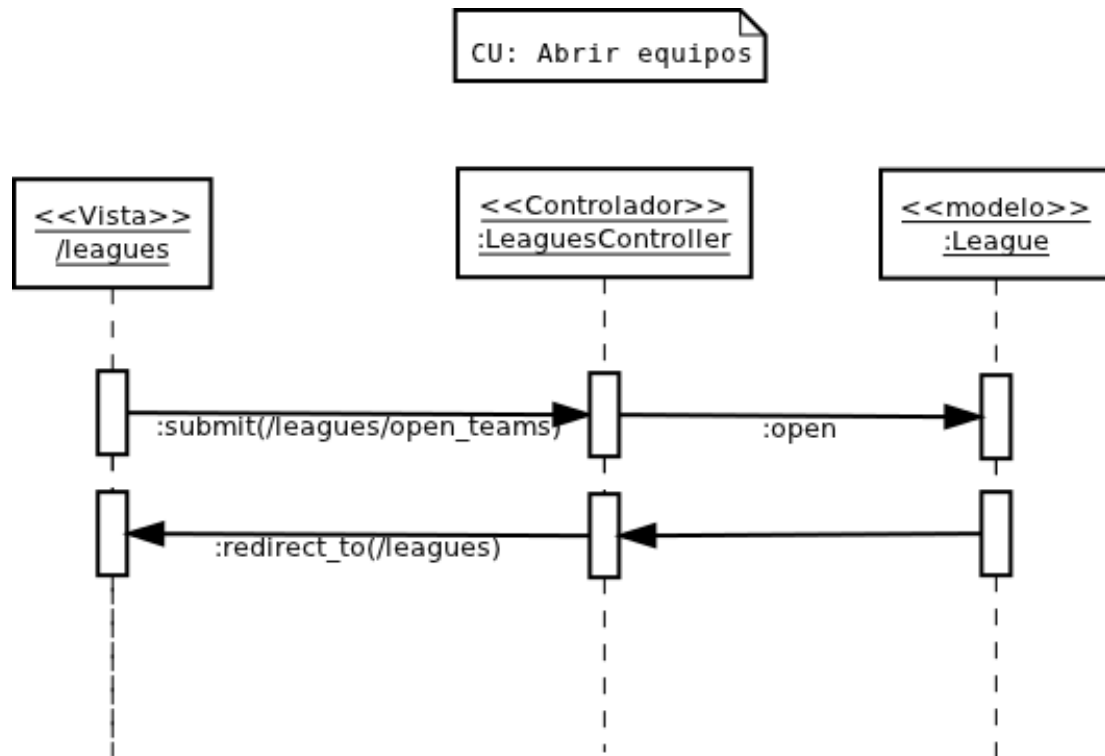 CU: Abrir equipos
<<Vista>>
/leagues
<<Controlador>>
:LeaguesController
<<modelo>>
:League
:submit(/leagues/open_teams)
:open
:redirect_to(/leagues)